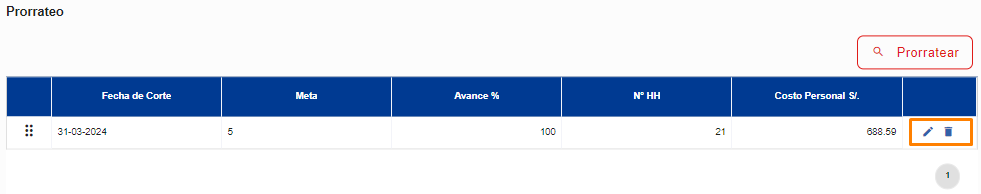 Prorrateo
Prorratear
Fecha de Corte Meta Avance % N° HH Costo Personal S/.
31-03-2024 5 100 21 688.59
1